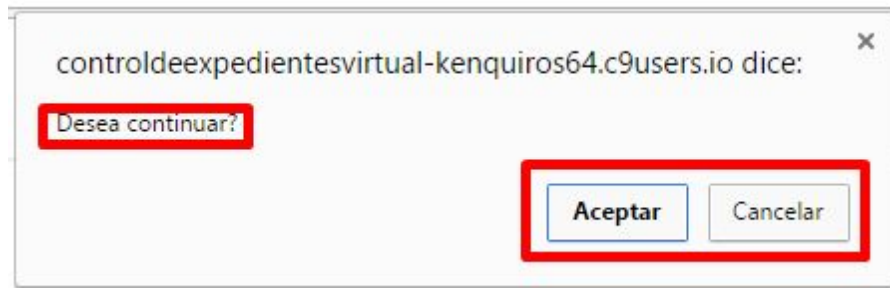 controldeexpedientesvirtual-kenquiros64.c9users.io dice:
Desea continuar?
Aceptar Cancelar